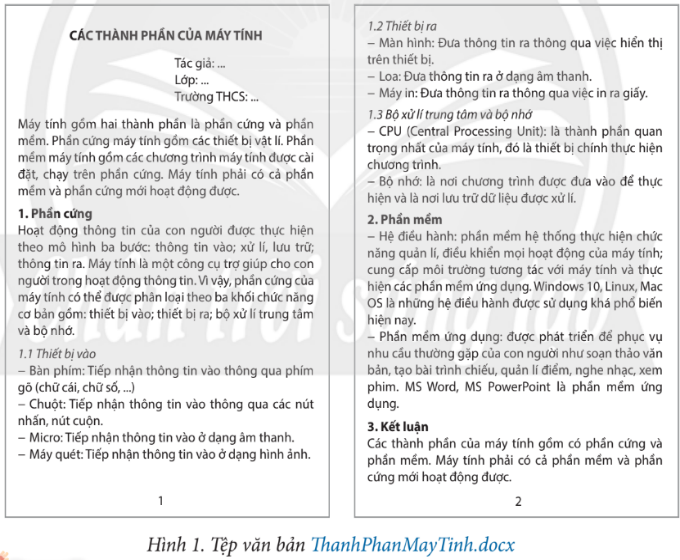 CÁC THÀNH PHẦN CỦA MÁY TÍNH
Tác giả: ...
Lớp: ...
Trường THCS: ...
Máy tính gồm hai thành phần là phần cứng và phần
mềm. Phần cứng máy tính gồm các thiết bị vật lí. Phần
mềm máy tính gồm các chương trình máy tính được cài
đặt, chạy trên phần cứng. Máy tính phải có cả phần
mềm và phần cứng mới hoạt động được.
1. Phần cứng
Hoạt động thông tin của con người được thực hiện
theo mô hình ba bước: thông tin vào; xử lí, lưu trữ;
thông tin ra. Máy tính là một công cụ trợ giúp cho con
người trong hoạt động thông tin. Vì vậy, phần cứng của
máy tính có thể được phân loại theo ba khối chức năng
cơ bản gồm: thiết bị vào; thiết bị ra; bộ xử lí trung tâm
và bộ nhớ.
1.1 Thiết bị vào
– Bàn phím: Tiếp nhận thông tin vào thông qua phím
gõ (chữ cái, chữ số, ...)
– Chuột: Tiếp nhận thông tin vào thông qua các nút
nhấn, nút cuộn.
– Micro: Tiếp nhận thông tin vào ở dạng âm thanh.
– Máy quét: Tiếp nhận thông tin vào ở dạng hình ảnh.
1
1.2 Thiết bị ra
– Màn hình: Đưa thông tin ra thông qua việc hiển thị
trên thiết bị.
– Loa: Đưa thông tin ra ở dạng âm thanh.
– Máy in: Đưa thông tin ra thông qua việc in ra giấy.
1.3 Bộ xử lí trung tâm và bộ nhớ
– CPU (Central Processing Unit): là thành phần quan
trọng nhất của máy tính, đó là thiết bị chính thực hiện
chương trình.
– Bộ nhớ: là nơi chương trình được đưa vào để thực
hiện và là nơi lưu trữ dữ liệu được xử lí.
2. Phần mềm
– Hệ điều hành: phần mềm hệ thống thực hiện chức
năng quản lí, điều khiển mọi hoạt động của máy tính;
cung cấp môi trường tương tác với máy tính và thực
hiện các phần mềm ứng dụng. Windows 10, Linux, Mac
OS là những hệ điều hành được sử dụng khá phổ biến
hiện nay.
– Phần mềm ứng dụng: được phát triển để phục vụ
nhu cầu thường gặp của con người như soạn thảo văn
bản, tạo bài trình chiếu, quản lí điểm, nghe nhạc, xem
phim. MS Word, MS PowerPoint là phần mềm ứng
dụng.
3. Kết luận
Các thành phần của máy tính gồm có phần cứng và
phần mềm. Máy tính phải có cả phần mềm và phần
cứng mới hoạt động được.
2
Hình 1. Tệp văn bản ThanhPhanMayTinh.docx